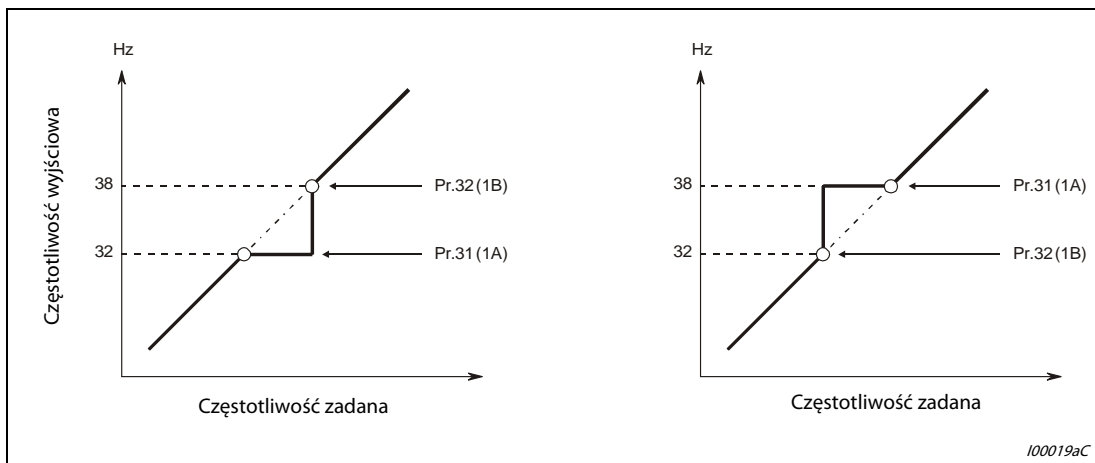 Hz
Częstotliwość wyjściowa
38
32
Pr.32 (1B)
Pr.31 (1A)
Częstotliwość zadana
Hz
38
32
Pr.31 (1A)
Pr.32 (1B)
Częstotliwość zadana
I00019aC